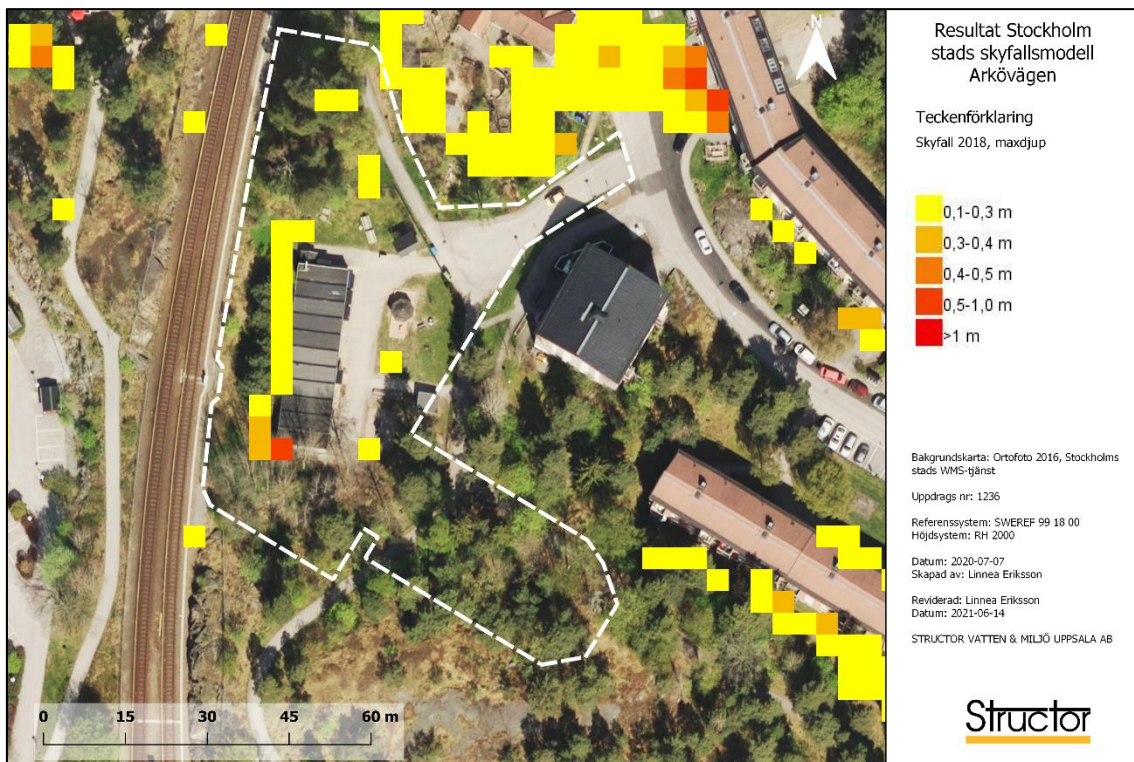 N
Resultat Stockholm
stads skyfallsmodell
Arkövägen
Teckenförklaring
Skyfall 2018, maxdjup
0,1-0,3 m
0,3-0,4 m
0,4-0,5 m
0,5-1,0 m
>1 m
Bakgrundskarta: Ortofoto 2016, Stockholms
stads WMS-tjänst
Uppdrags nr: 1236
Referenssystem: SWEREF 99 18 00
Höjdsystem: RH 2000
Datum: 2020-07-07
Skapad av: Linnea Eriksson
Reviderad: Linnea Eriksson
Datum: 2021-06-14
STRUCTOR VATTEN & MILJÖ UPPSALA AB
Structor
0 15 30 45 60 m